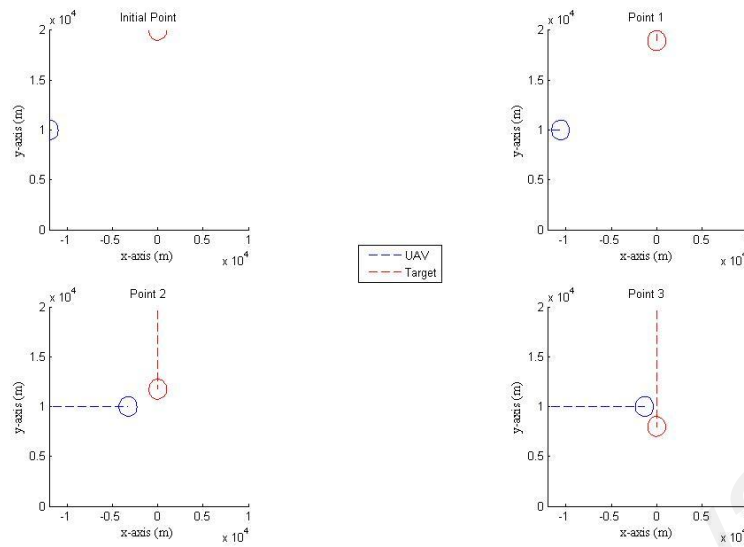 Initial Point
x 10^4
2
1.5
1
0.5
0
y-axis (m)
-1 -0.5 0 0.5 1
x-axis (m)
x 10^4
Point 1
x 10^4
2
1.5
1
0.5
0
y-axis (m)
-1 -0.5 0 0.5 1
x-axis (m)
x 10^4
UAV
Target
Point 2
x 10^4
2
1.5
1
0.5
0
y-axis (m)
-1 -0.5 0 0.5 1
x-axis (m)
x 10^4
Point 3
x 10^4
2
1.5
1
0.5
0
y-axis (m)
-1 -0.5 0 0.5
x-axis (m)